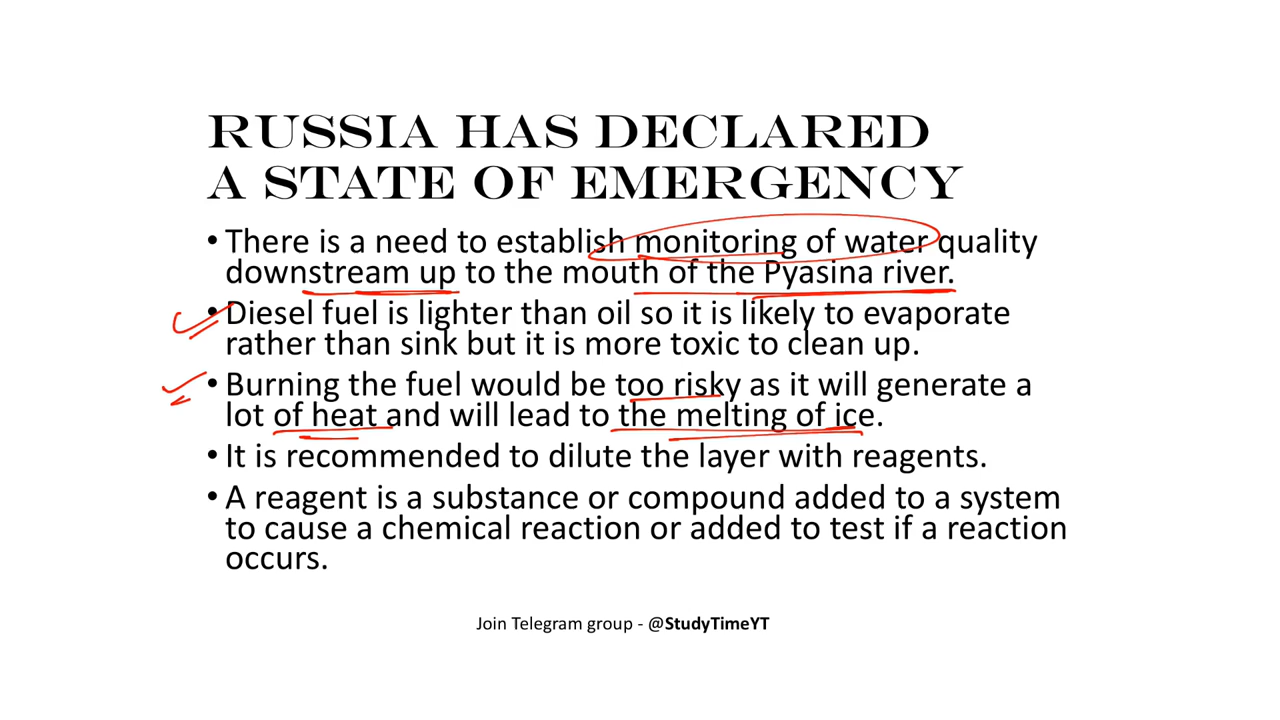 RUSSIA HAS DECLARED
A STATE OF EMERGENCY
• There is a need to establish monitoring of water quality
downstream up to the mouth of the Pyasina river.
• Diesel fuel is lighter than oil so it is likely to evaporate
rather than sink but it is more toxic to clean up.
• Burning the fuel would be too risky as it will generate a
lot of heat and will lead to the melting of ice.
• It is recommended to dilute the layer with reagents.
• A reagent is a substance or compound added to a system
to cause a chemical reaction or added to test if a reaction
occurs.
Join Telegram group - @StudyTimeYT